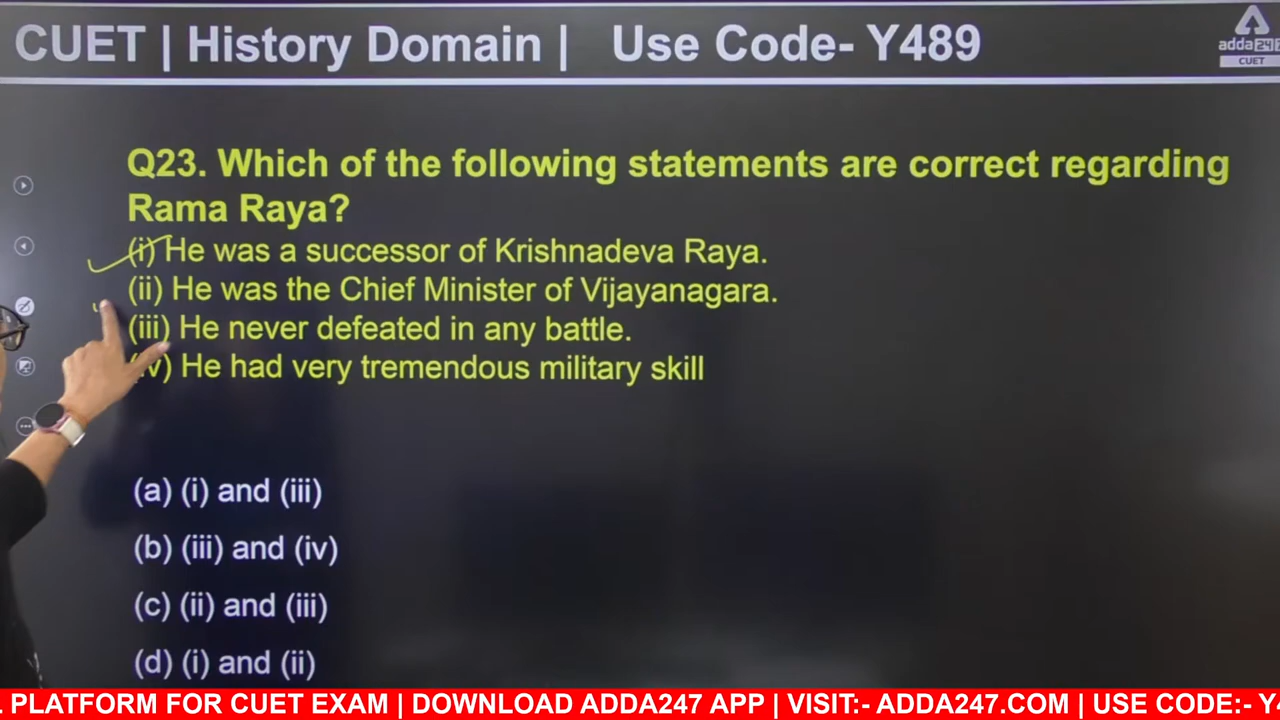 CUET | History Domain | Use Code- Y489
adda247
CUET
Q23. Which of the following statements are correct regarding
Rama Raya?
(i) He was a successor of Krishnadeva Raya.
(ii) He was the Chief Minister of Vijayanagara.
(iii) He never defeated in any battle.
(iv) He had very tremendous military skill
(a) (i) and (iii)
(b) (iii) and (iv)
(c) (ii) and (iii)
(d) (i) and (ii)
PLATFORM FOR CUET EXAM | DOWNLOAD ADDA247 APP | VISIT:- ADDA247.COM | USE CODE:-